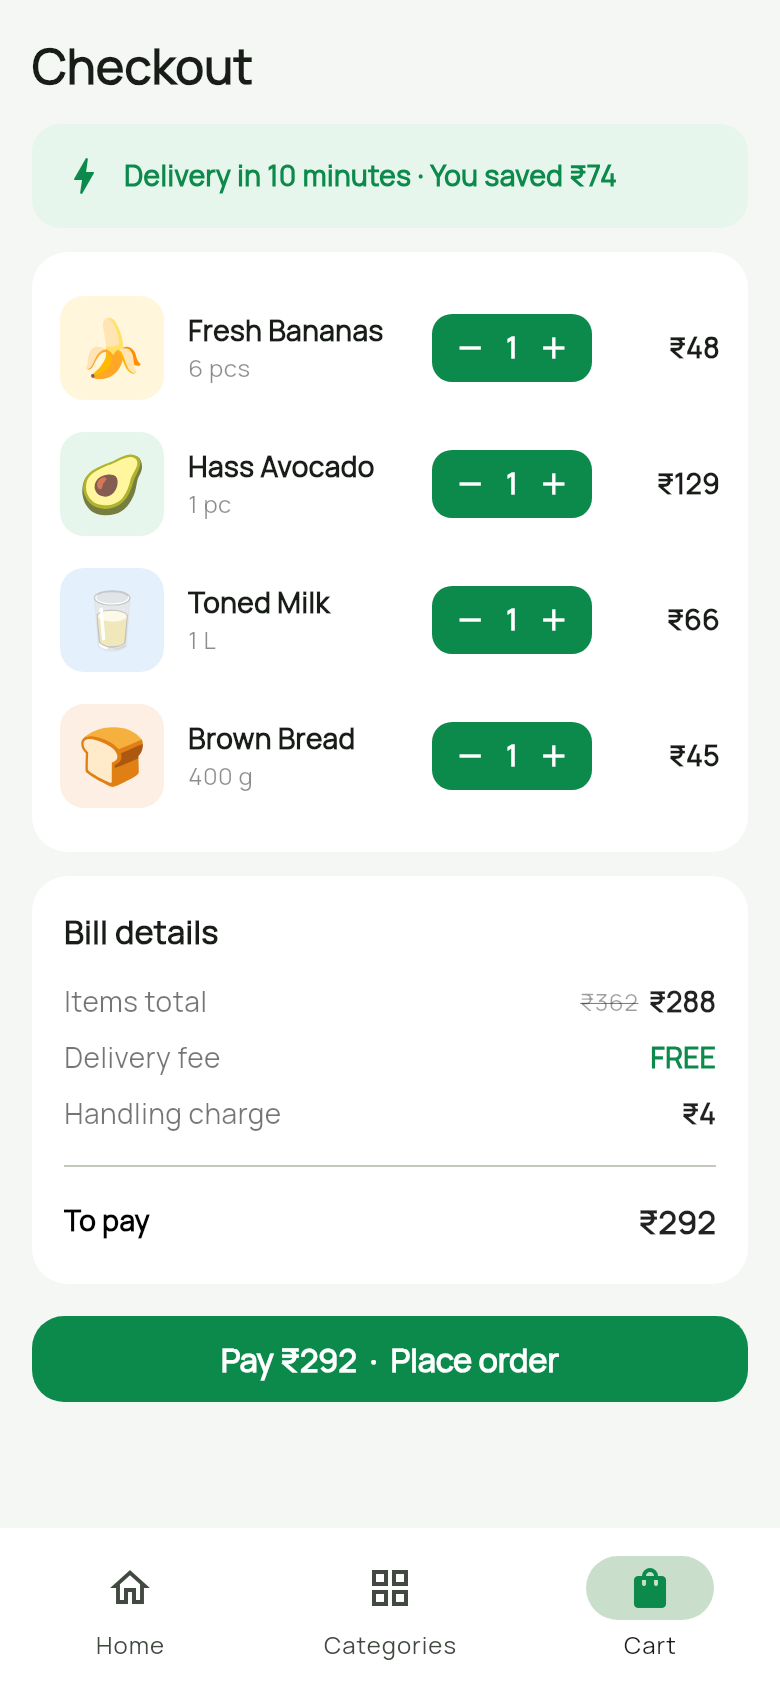 Checkout
Delivery in 10 minutes · You saved ₹74
Fresh Bananas
6 pcs
1
₹48
Hass Avocado
1 pc
1
₹129
Toned Milk
1 L
1
₹66
Brown Bread
400 g
1
₹45
Bill details
Items total ₹362 ₹288
Delivery fee FREE
Handling charge ₹4
To pay ₹292
Pay ₹292 · Place order
Home Categories Cart